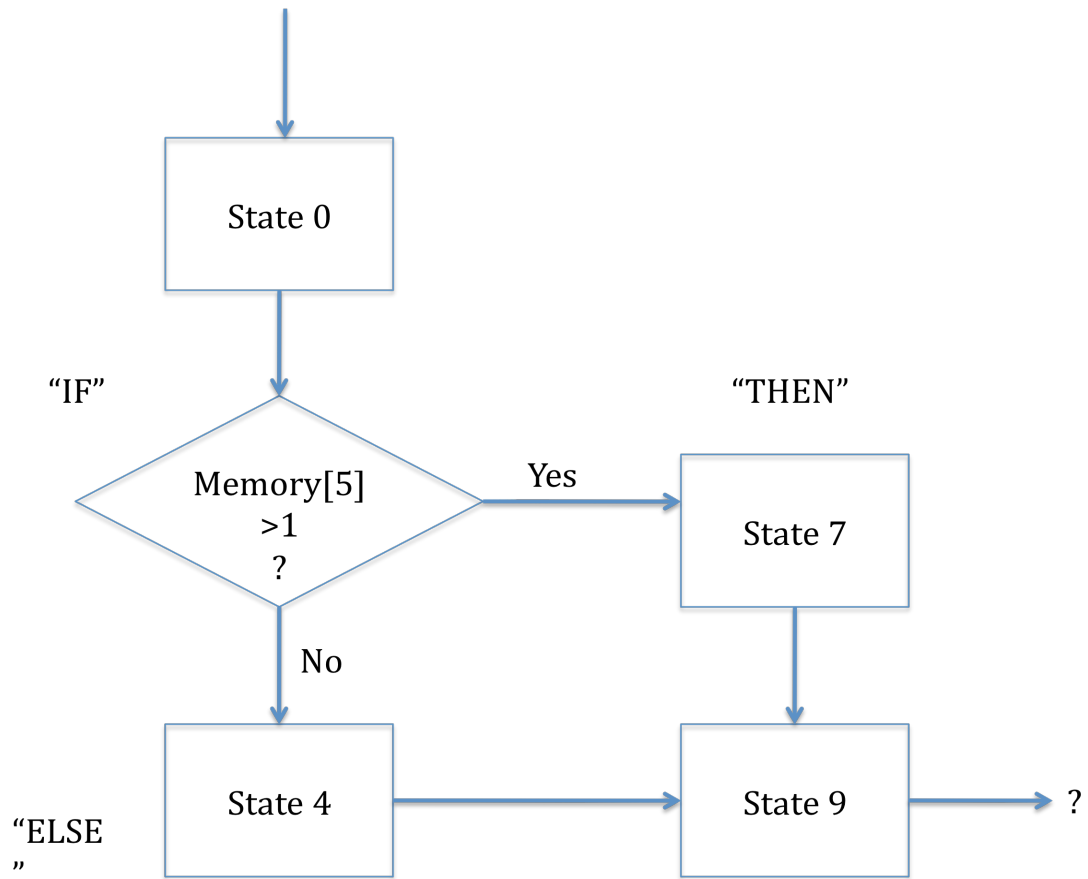 State 0
“IF”
“THEN”
Memory[5]
>1
?
Yes
State 7
No
State 4
State 9
?
“ELSE
”